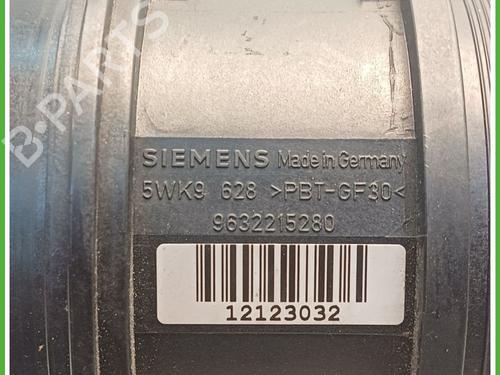 B-PARTS
SIEMENS Made in Germany
5WK9 628 >PBT-GF30<
9632215280
12123032